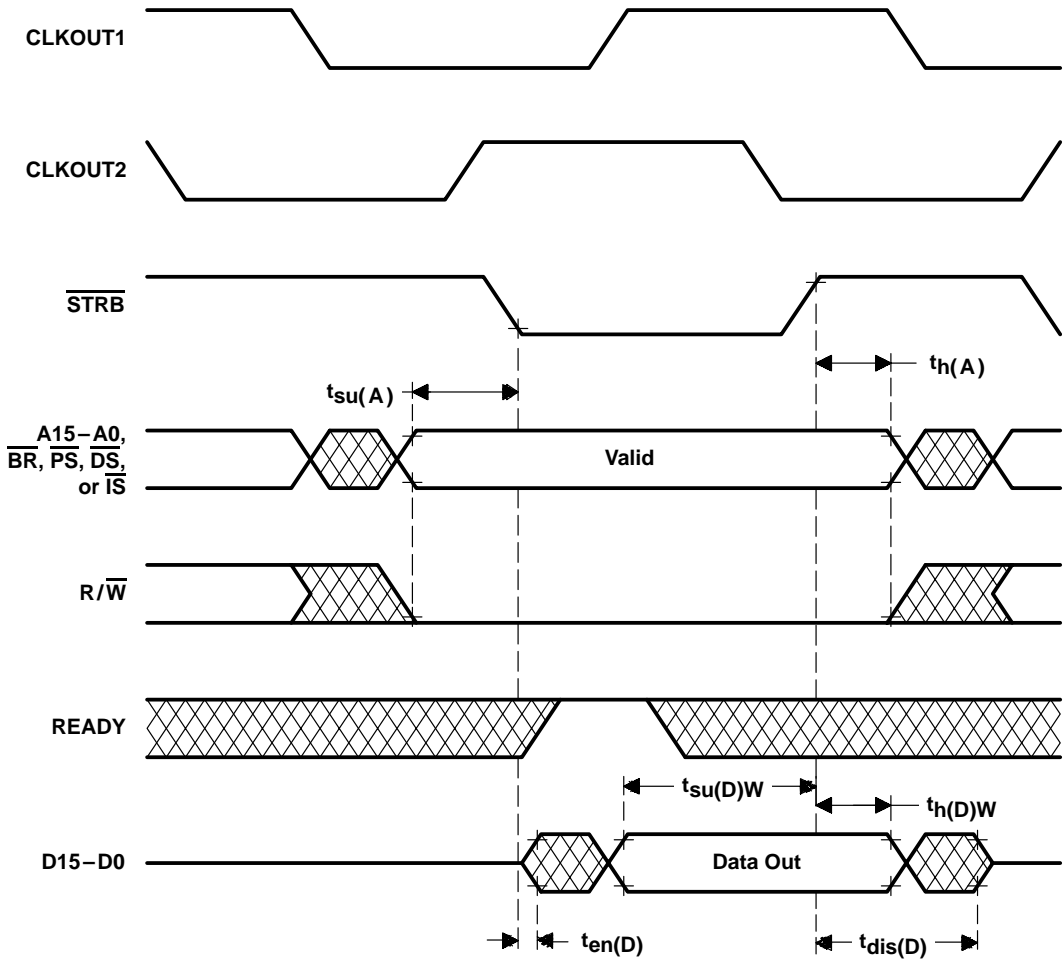 CLKOUT1
CLKOUT2
STRB
tsu(A)
th(A)
A15–A0,
BR, PS, DS,
or IS
Valid
R/W
READY
tsu(D)W
th(D)W
D15–D0
Data Out
ten(D)
tdis(D)